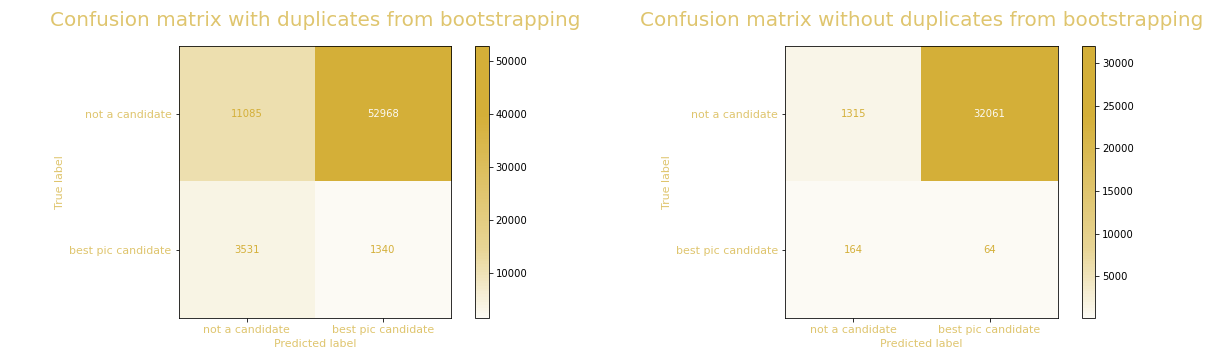 Confusion matrix with duplicates from bootstrapping
not a candidate
best pic candidate
True label
11085
52968
3531
1340
not a candidate
best pic candidate
Predicted label
50000
40000
30000
20000
10000
Confusion matrix without duplicates from bootstrapping
not a candidate
best pic candidate
True label
1315
32061
164
64
not a candidate
best pic candidate
Predicted label
30000
25000
20000
15000
10000
5000